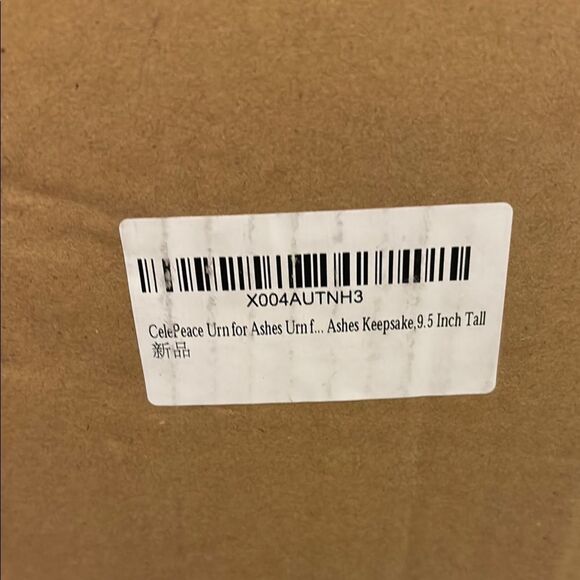 X004AUTNH3
CelePeace Urn for Ashes Urn f... Ashes Keepsake,9.5 Inch Tall
新品